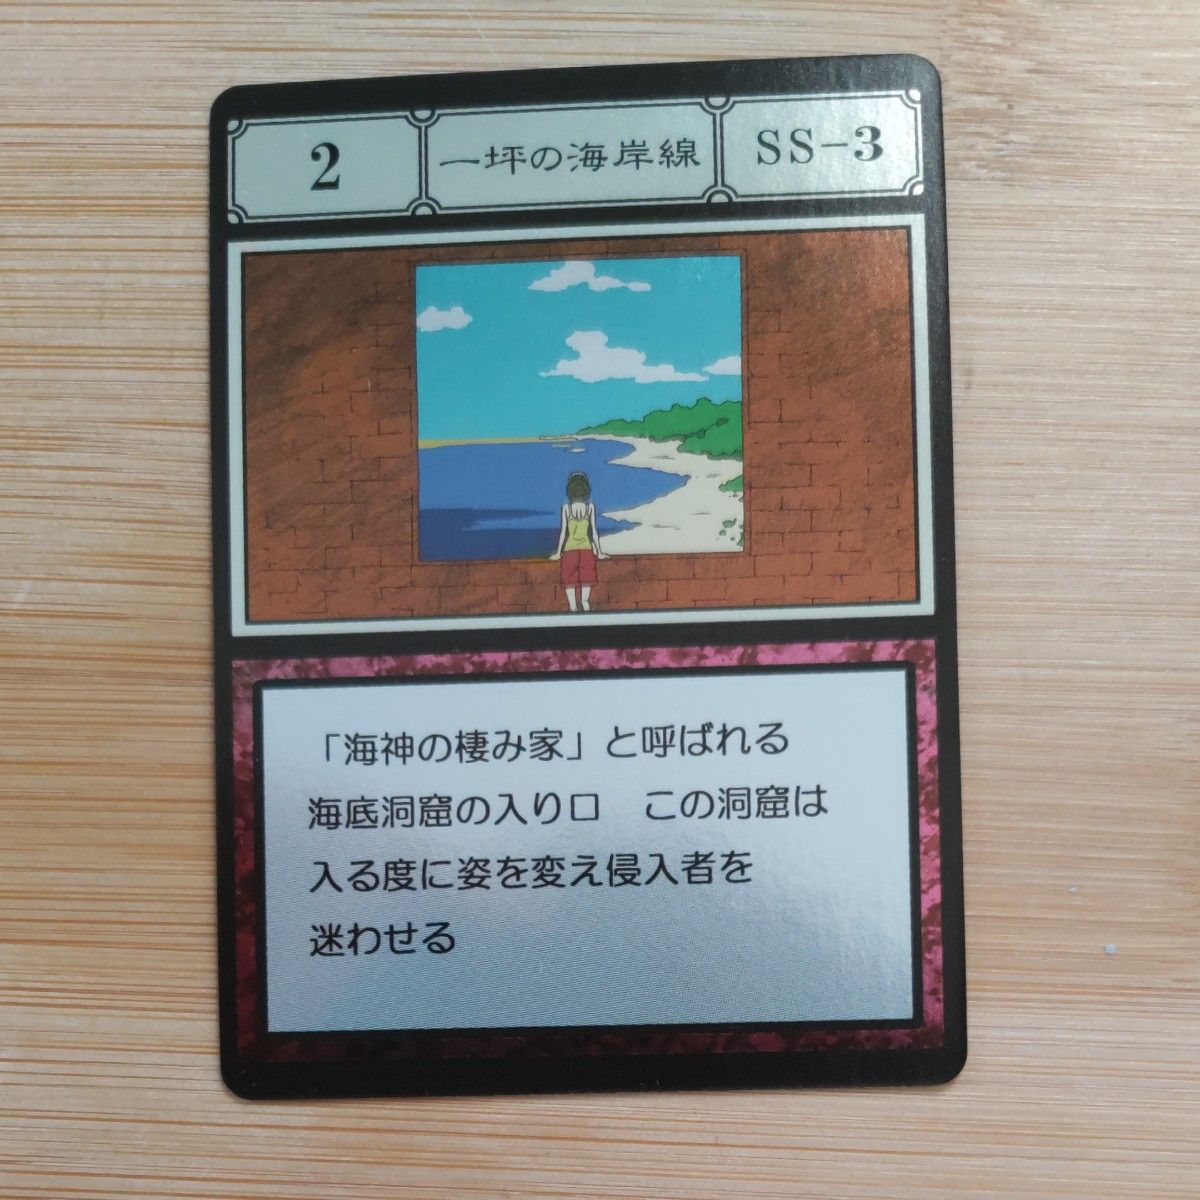 2
一坪の海岸線
SS-3
「海神の棲み家」と呼ばれる
海底洞窟の入り口　この洞窟は
入る度に姿を変え侵入者を
迷わせる